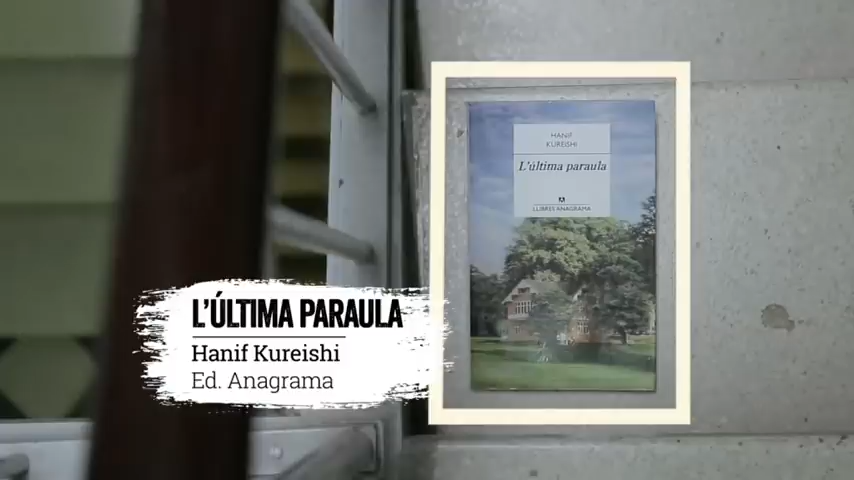 HANIF
KUREISHI
L'última paraula
LLIBRES ANAGRAMA
L'ÚLTIMA PARAULA
Hanif Kureishi
Ed. Anagrama